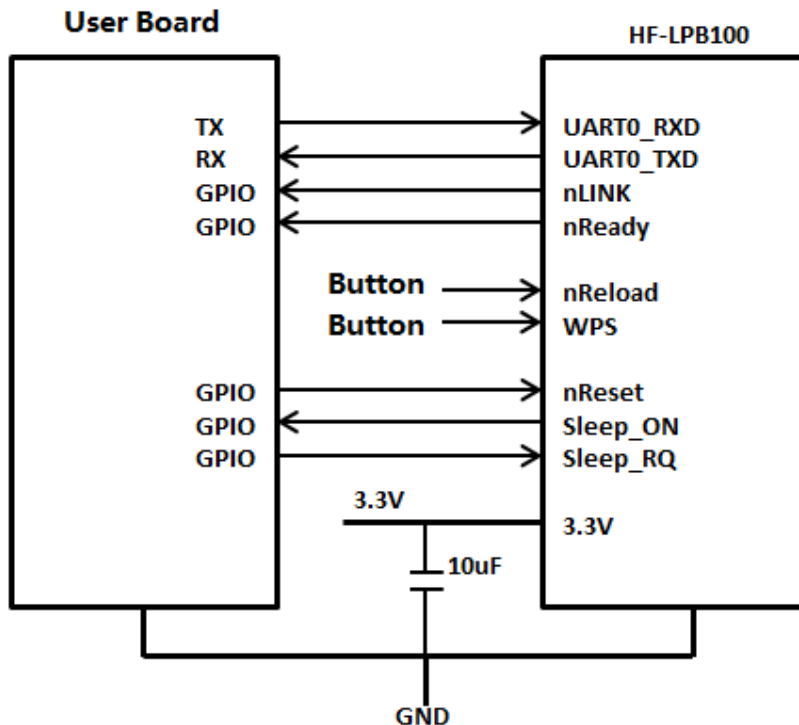 User Board
HF-LPB100
TX UART0_RXD
RX UART0_TXD
GPIO nLINK
GPIO nReady
Button nReload
Button WPS
GPIO nReset
GPIO Sleep_ON
GPIO Sleep_RQ
3.3V 3.3V
10uF
GND